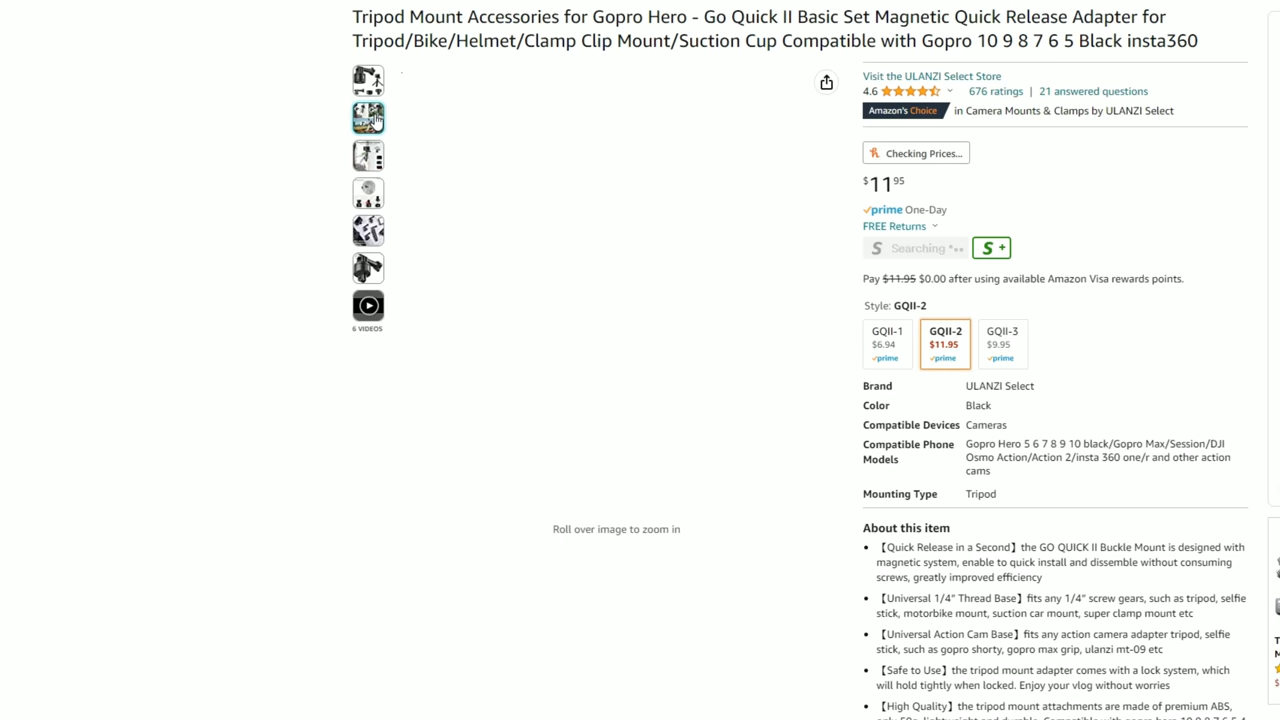 Tripod Mount Accessories for Gopro Hero - Go Quick II Basic Set Magnetic Quick Release Adapter for
Tripod/Bike/Helmet/Clamp Clip Mount/Suction Cup Compatible with Gopro 10 9 8 7 6 5 Black insta360
6 VIDEOS
Roll over image to zoom in
Visit the ULANZI Select Store
4.6 676 ratings | 21 answered questions
Amazon's Choice in Camera Mounts & Clamps by ULANZI Select
Checking Prices...
$11.95
prime One-Day
FREE Returns
S Searching S +
Pay $11.95 $0.00 after using available Amazon Visa rewards points.
Style: GQII-2
GQII-1 GQII-2 GQII-3
$6.94 $11.95 $9.95
prime prime prime
Brand ULANZI Select
Color Black
Compatible Devices Cameras
Compatible Phone Models Gopro Hero 5 6 7 8 9 10 black/Gopro Max/Session/DJI
Osmo Action/Action 2/insta 360 one/r and other action
cams
Mounting Type Tripod
About this item
• 【Quick Release in a Second】the GO QUICK II Buckle Mount is designed with
magnetic system, enable to quick install and dissemble without consuming
screws, greatly improved efficiency
• 【Universal 1/4" Thread Base】fits any 1/4" screw gears, such as tripod, selfie
stick, motorbike mount, suction car mount, super clamp mount etc
• 【Universal Action Cam Base】fits any action camera adapter tripod, selfie
stick, such as gopro shorty, gopro max grip, ulanzi mt-09 etc
• 【Safe to Use】the tripod mount adapter comes with a lock system, which
will hold tightly when locked. Enjoy your vlog without worries
• 【High Quality】the tripod mount attachments are made of premium ABS,